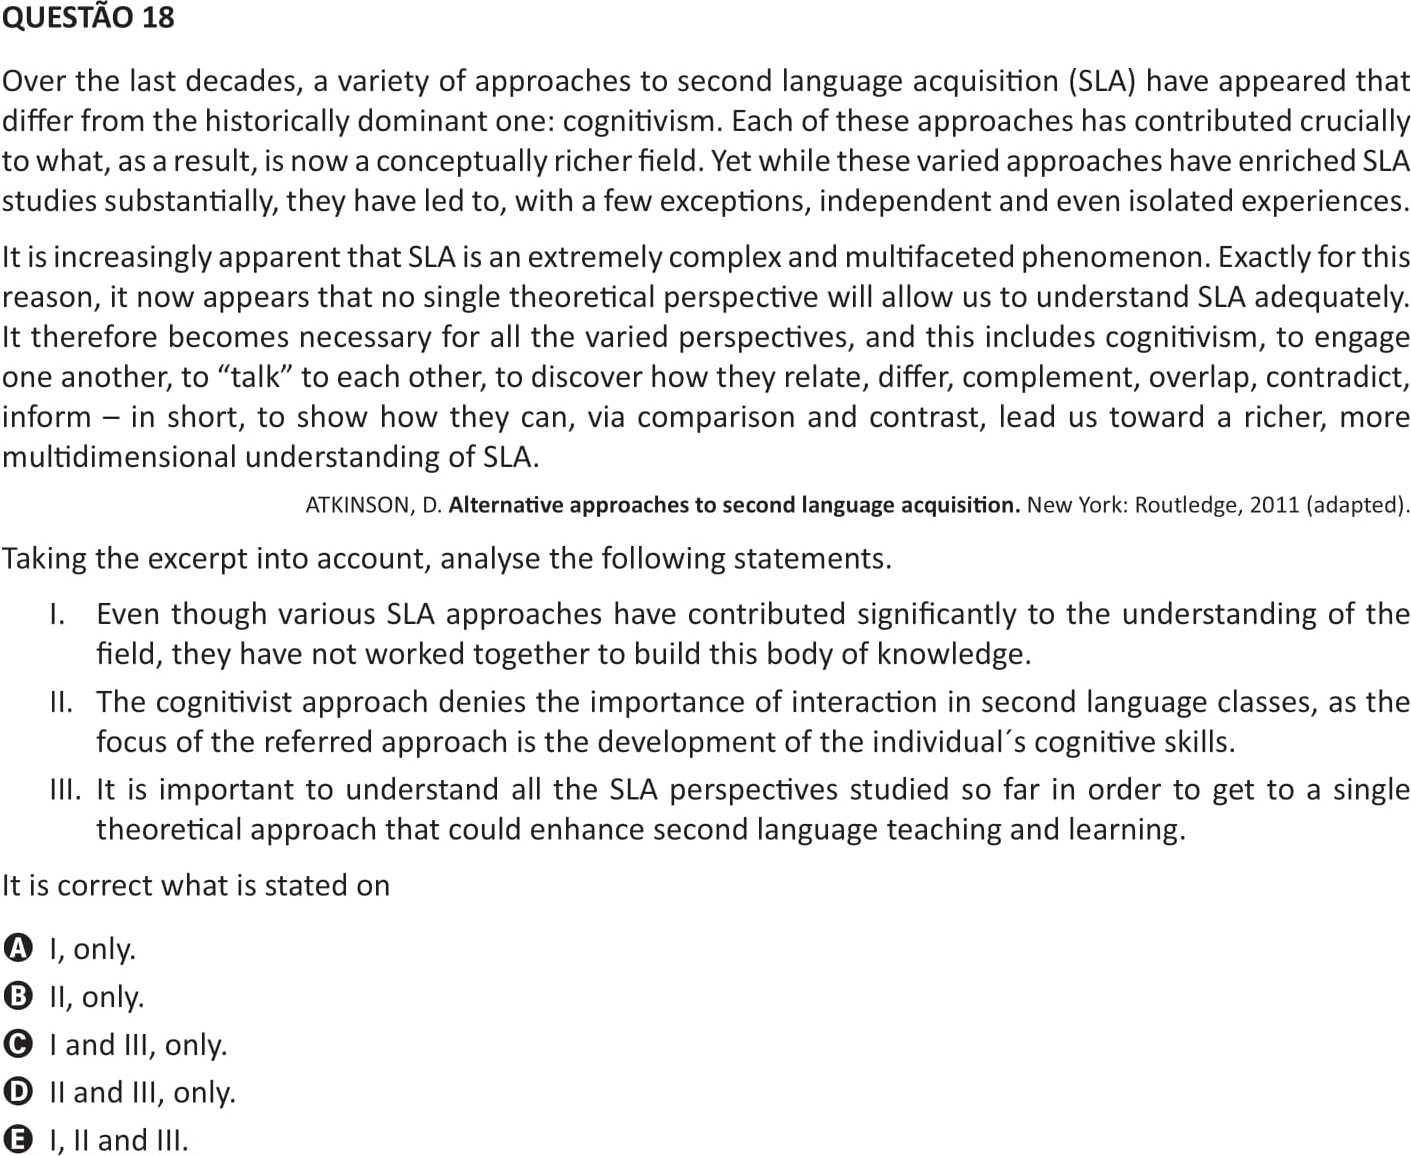 QUESTÃO 18
Over the last decades, a variety of approaches to second language acquisition (SLA) have appeared that
differ from the historically dominant one: cognitivism. Each of these approaches has contributed crucially
to what, as a result, is now a conceptually richer field. Yet while these varied approaches have enriched SLA
studies substantially, they have led to, with a few exceptions, independent and even isolated experiences.
It is increasingly apparent that SLA is an extremely complex and multifaceted phenomenon. Exactly for this
reason, it now appears that no single theoretical perspective will allow us to understand SLA adequately.
It therefore becomes necessary for all the varied perspectives, and this includes cognitivism, to engage
one another, to “talk” to each other, to discover how they relate, differ, complement, overlap, contradict,
inform – in short, to show how they can, via comparison and contrast, lead us toward a richer, more
multidimensional understanding of SLA.
ATKINSON, D. Alternative approaches to second language acquisition. New York: Routledge, 2011 (adapted).
Taking the excerpt into account, analyse the following statements.
I. Even though various SLA approaches have contributed significantly to the understanding of the
field, they have not worked together to build this body of knowledge.
II. The cognitivist approach denies the importance of interaction in second language classes, as the
focus of the referred approach is the development of the individual´s cognitive skills.
III. It is important to understand all the SLA perspectives studied so far in order to get to a single
theoretical approach that could enhance second language teaching and learning.
It is correct what is stated on
A I, only.
B II, only.
C I and III, only.
D II and III, only.
E I, II and III.